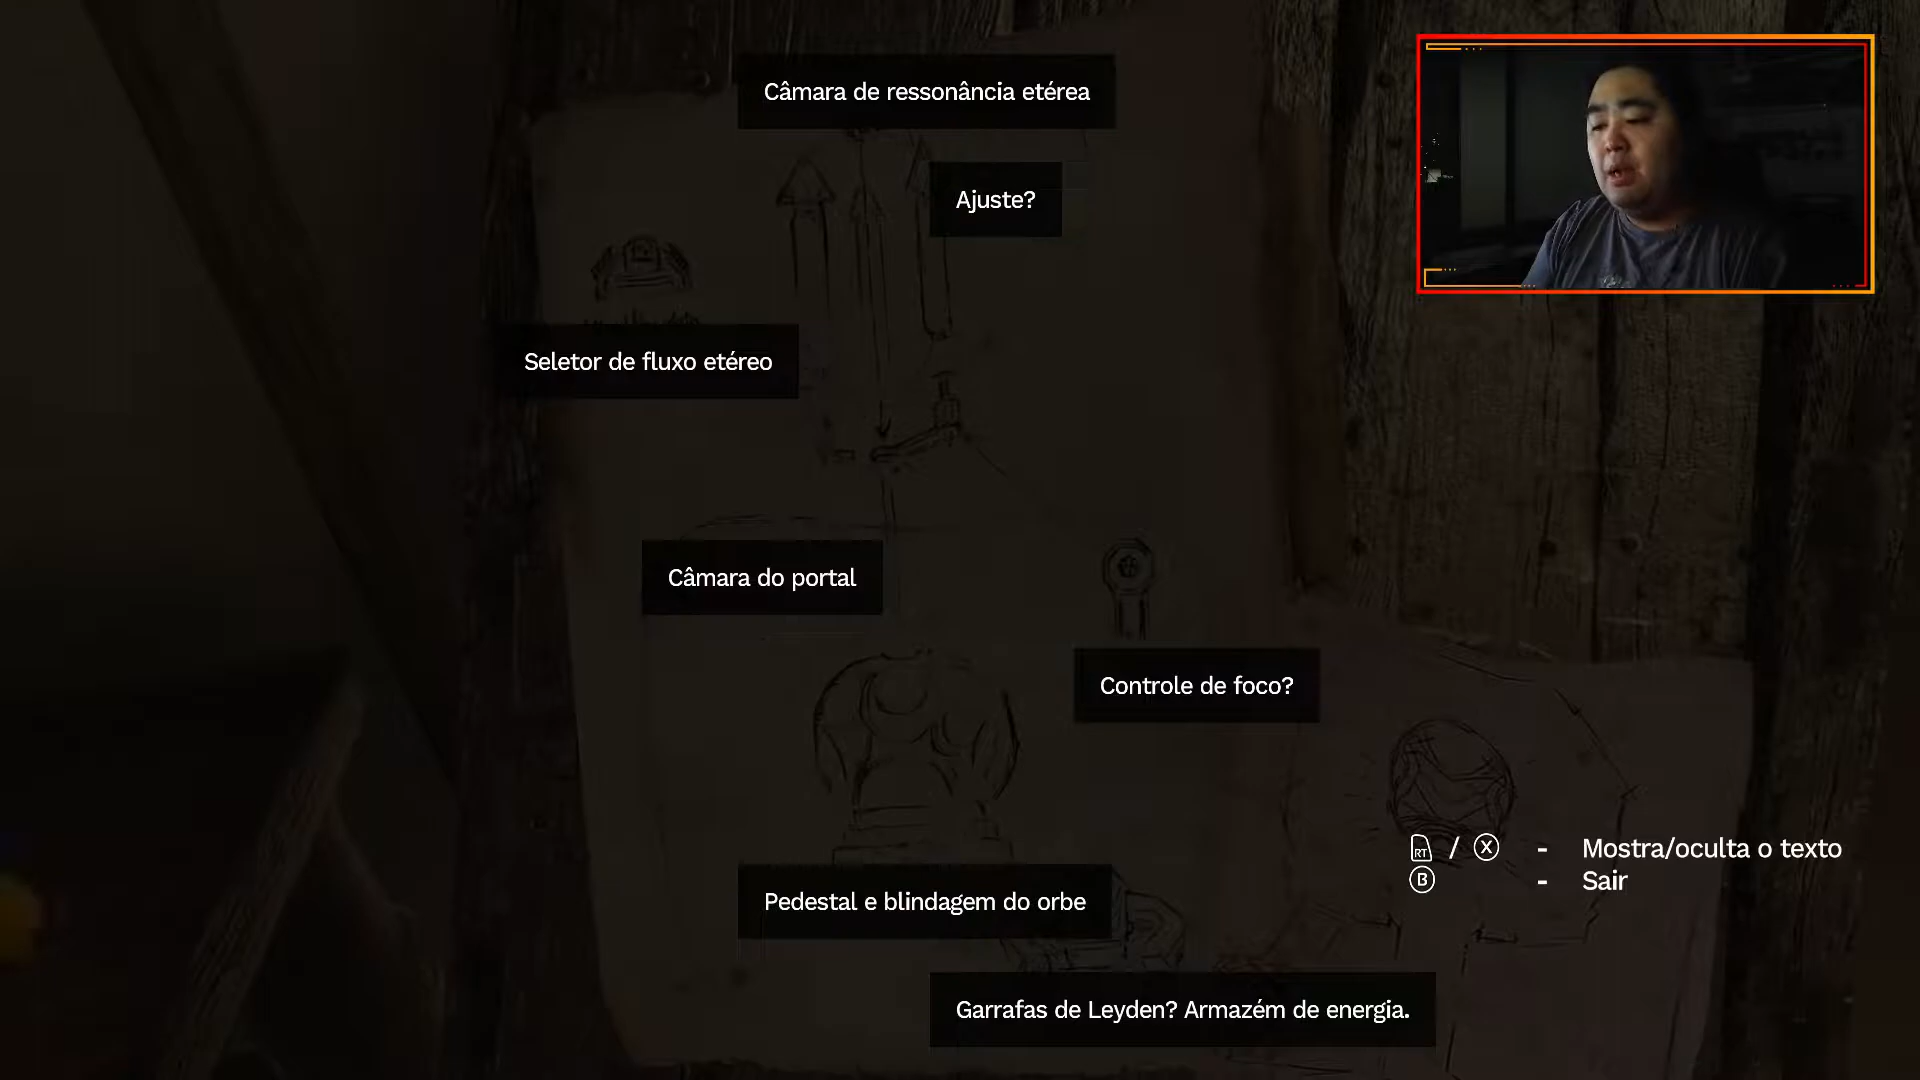 Câmara de ressonância etérea
Ajuste?
Seletor de fluxo etéreo
Câmara do portal
Controle de foco?
RT / X - Mostra/oculta o texto
B - Sair
Pedestal e blindagem do orbe
Garrafas de Leyden? Armazém de energia.